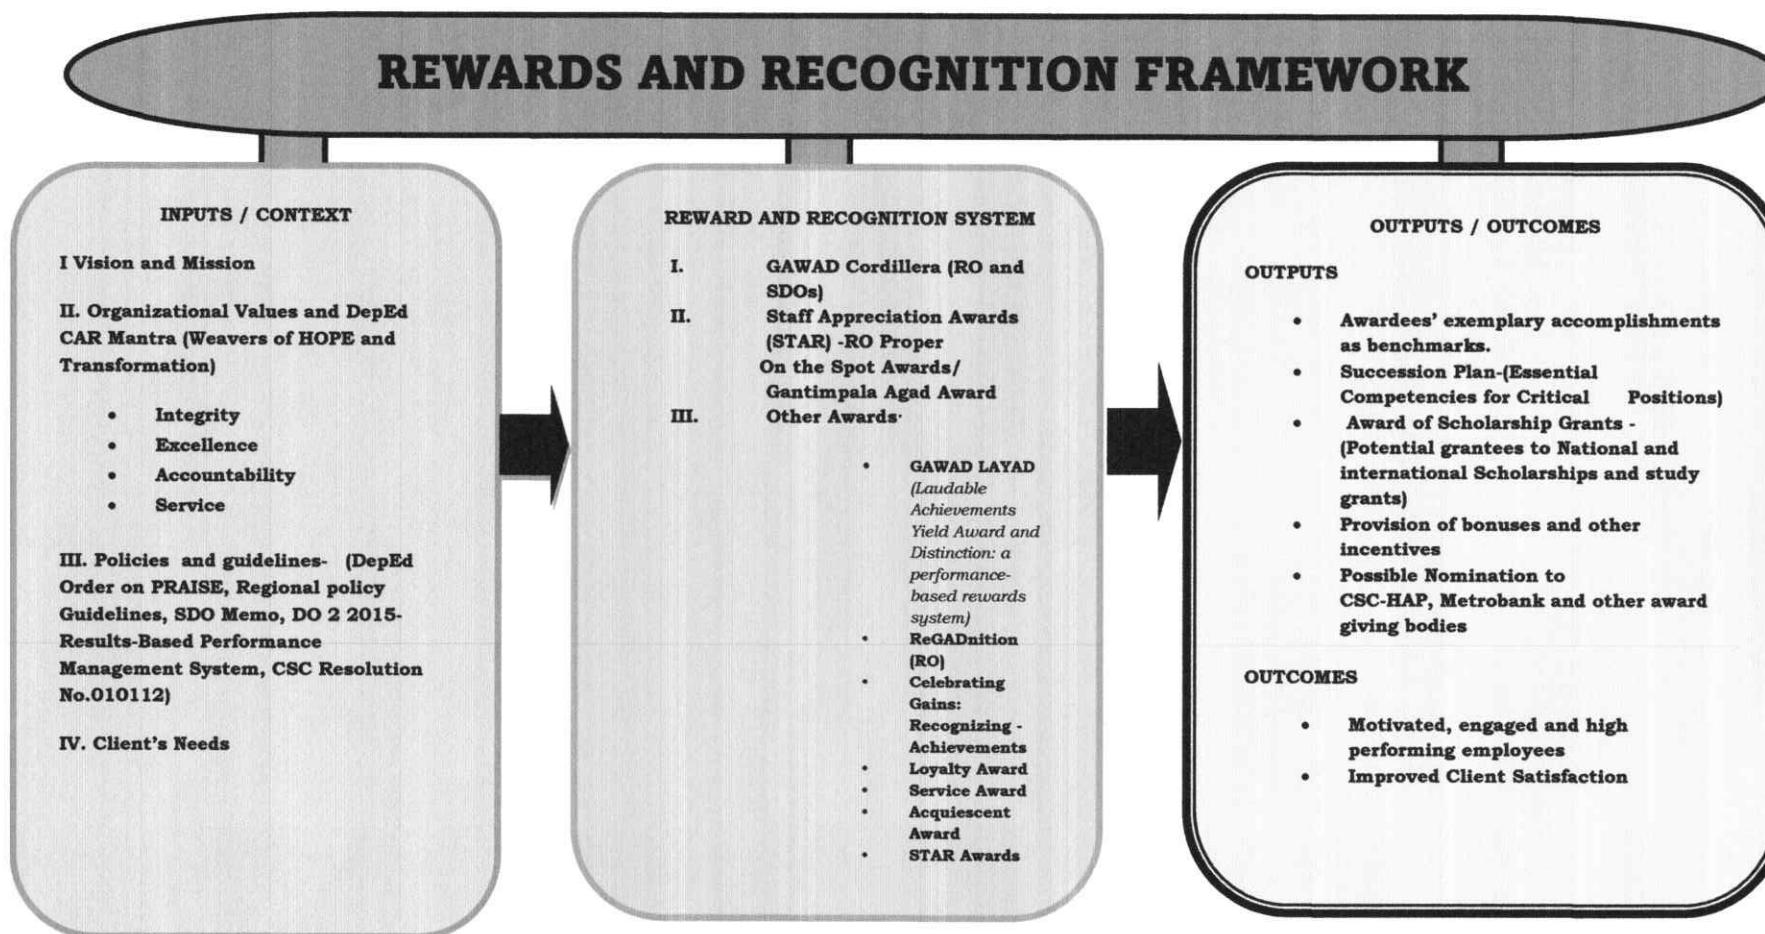 REWARDS AND RECOGNITION FRAMEWORK
INPUTS / CONTEXT
I Vision and Mission
II. Organizational Values and DepEd
CAR Mantra (Weavers of HOPE and
Transformation)
• Integrity
• Excellence
• Accountability
• Service
III. Policies and guidelines- (DepEd
Order on PRAISE, Regional policy
Guidelines, SDO Memo, DO 2 2015-
Results-Based Performance
Management System, CSC Resolution
No.010112)
IV. Client's Needs
REWARD AND RECOGNITION SYSTEM
I. GAWAD Cordillera (RO and
SDOs)
II. Staff Appreciation Awards
(STAR) -RO Proper
On the Spot Awards/
Gantimpala Agad Award
III. Other Awards·
• GAWAD LAYAD
(Laudable
Achievements
Yield Award and
Distinction: a
performance-
based rewards
system)
• ReGADnition
(RO)
• Celebrating
Gains:
Recognizing -
Achievements
• Loyalty Award
• Service Award
• Acquiescent
Award
• STAR Awards
OUTPUTS / OUTCOMES
OUTPUTS
• Awardees' exemplary accomplishments
as benchmarks.
• Succession Plan-(Essential
Competencies for Critical Positions)
• Award of Scholarship Grants -
(Potential grantees to National and
international Scholarships and study
grants)
• Provision of bonuses and other
incentives
• Possible Nomination to
CSC-HAP, Metrobank and other award
giving bodies
OUTCOMES
• Motivated, engaged and high
performing employees
• Improved Client Satisfaction